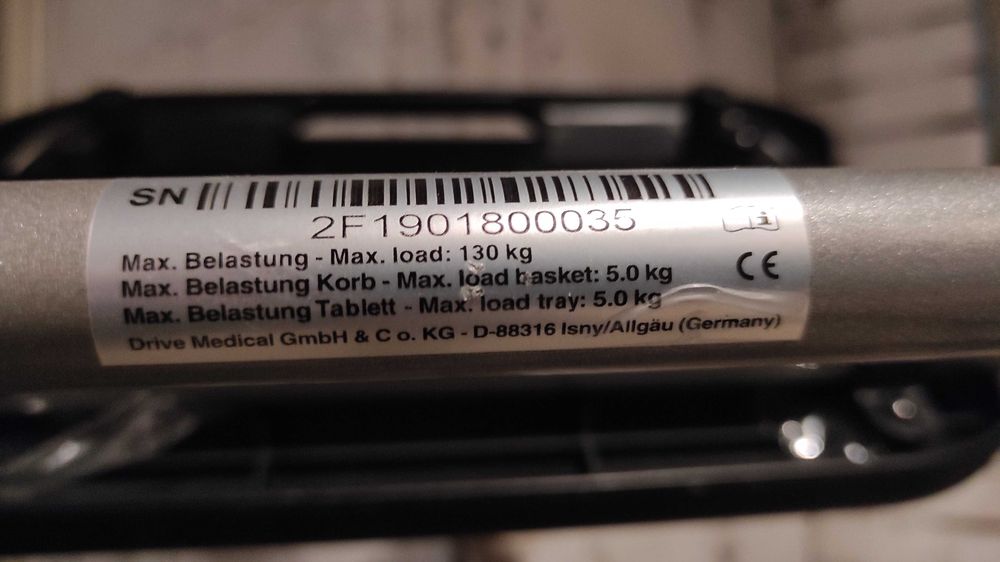 SN
2F1901800035
Max. Belastung - Max. load: 130 kg
Max. Belastung Korb - Max. load basket: 5.0 kg
Max. Belastung Tablett - Max. load tray: 5.0 kg
Drive Medical GmbH & Co. KG - D-88316 Isny/Allgäu (Germany)
i
CE